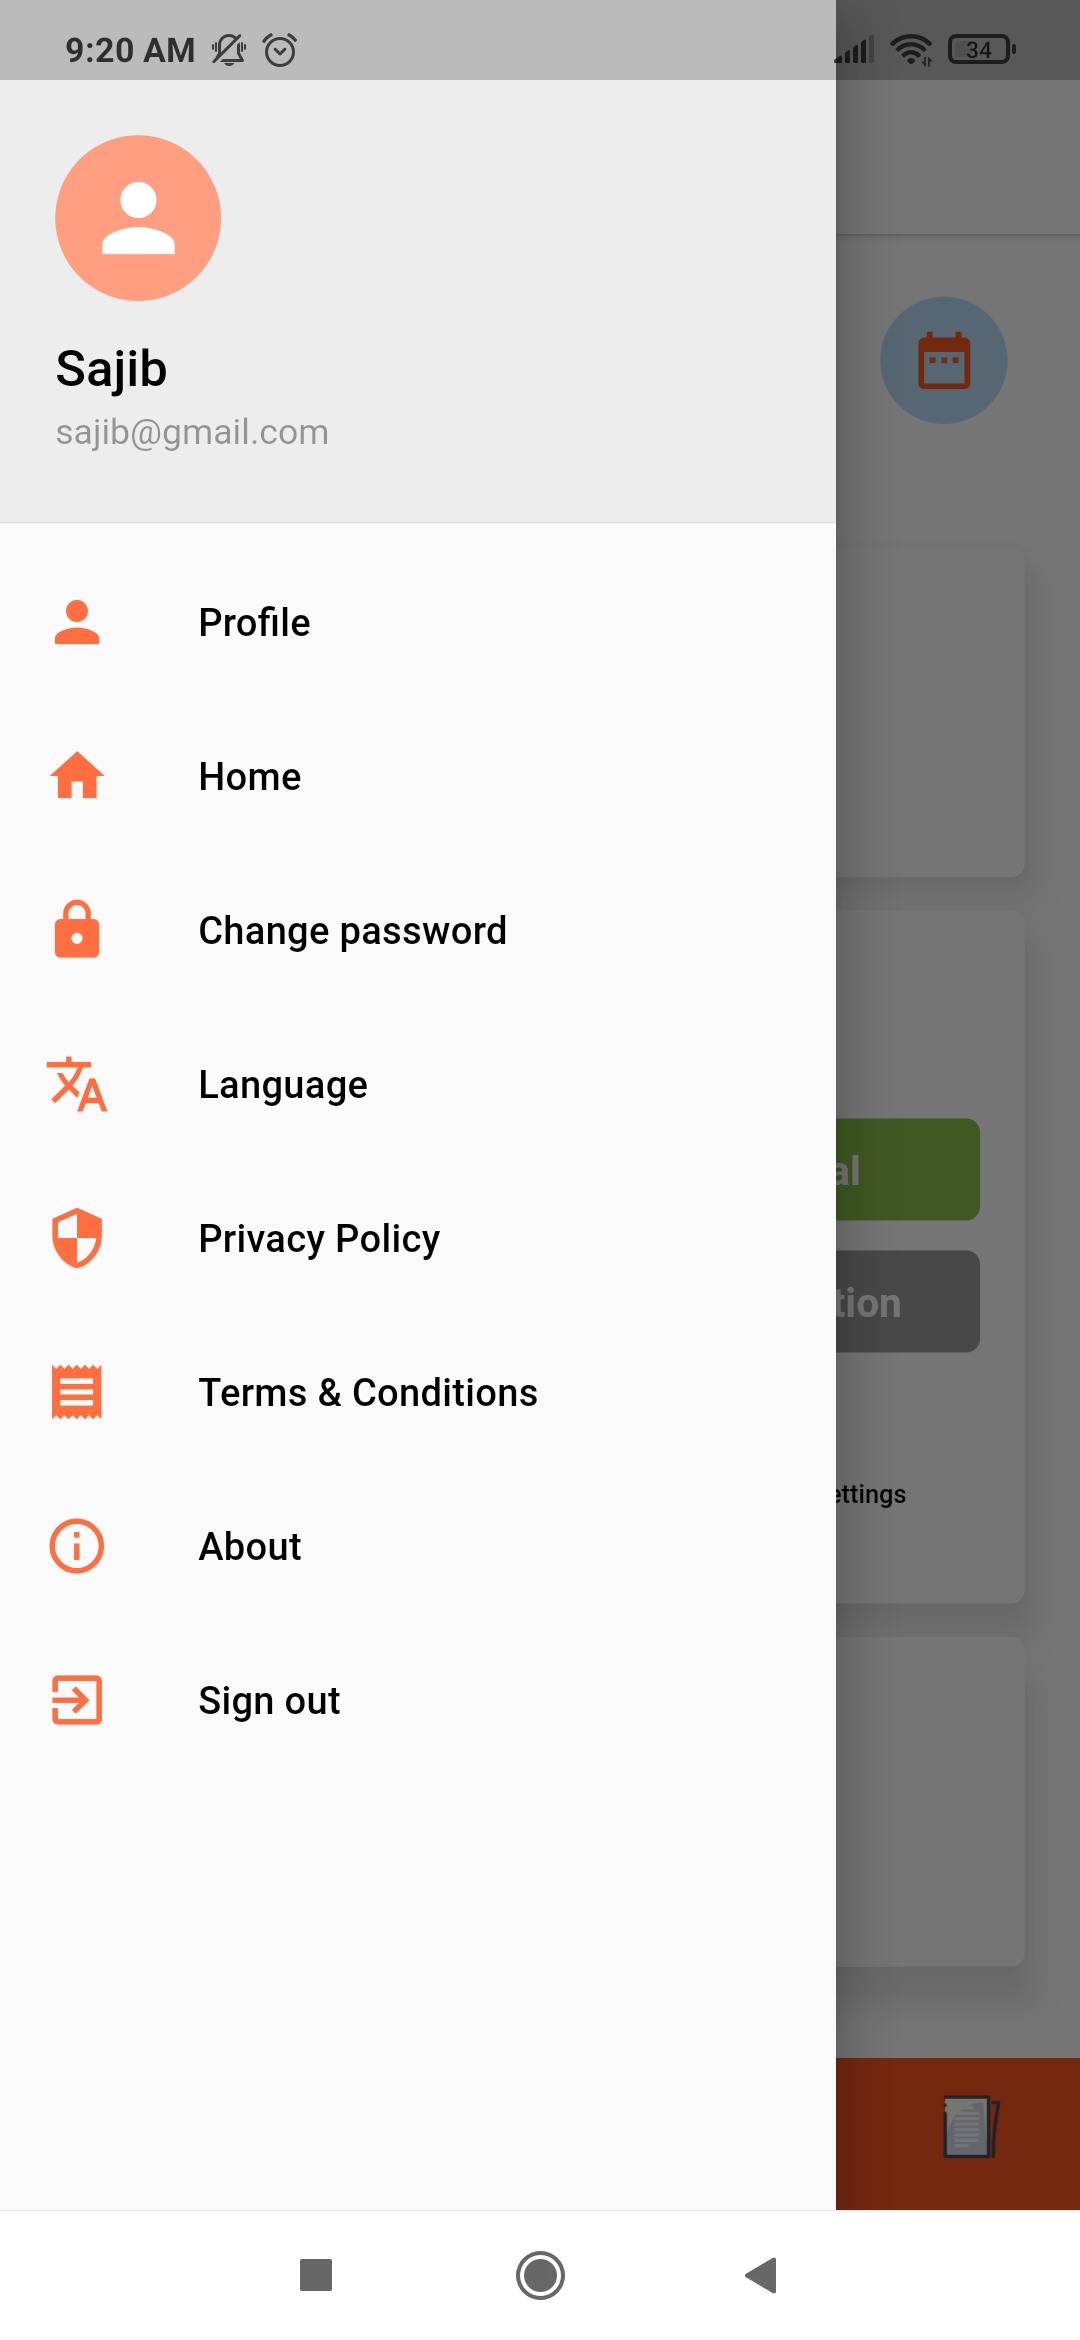 9:20 AM
34
Sajib
sajib@gmail.com
Profile
Home
Change password
Language
al
Privacy Policy
tion
Terms & Conditions
ettings
About
Sign out